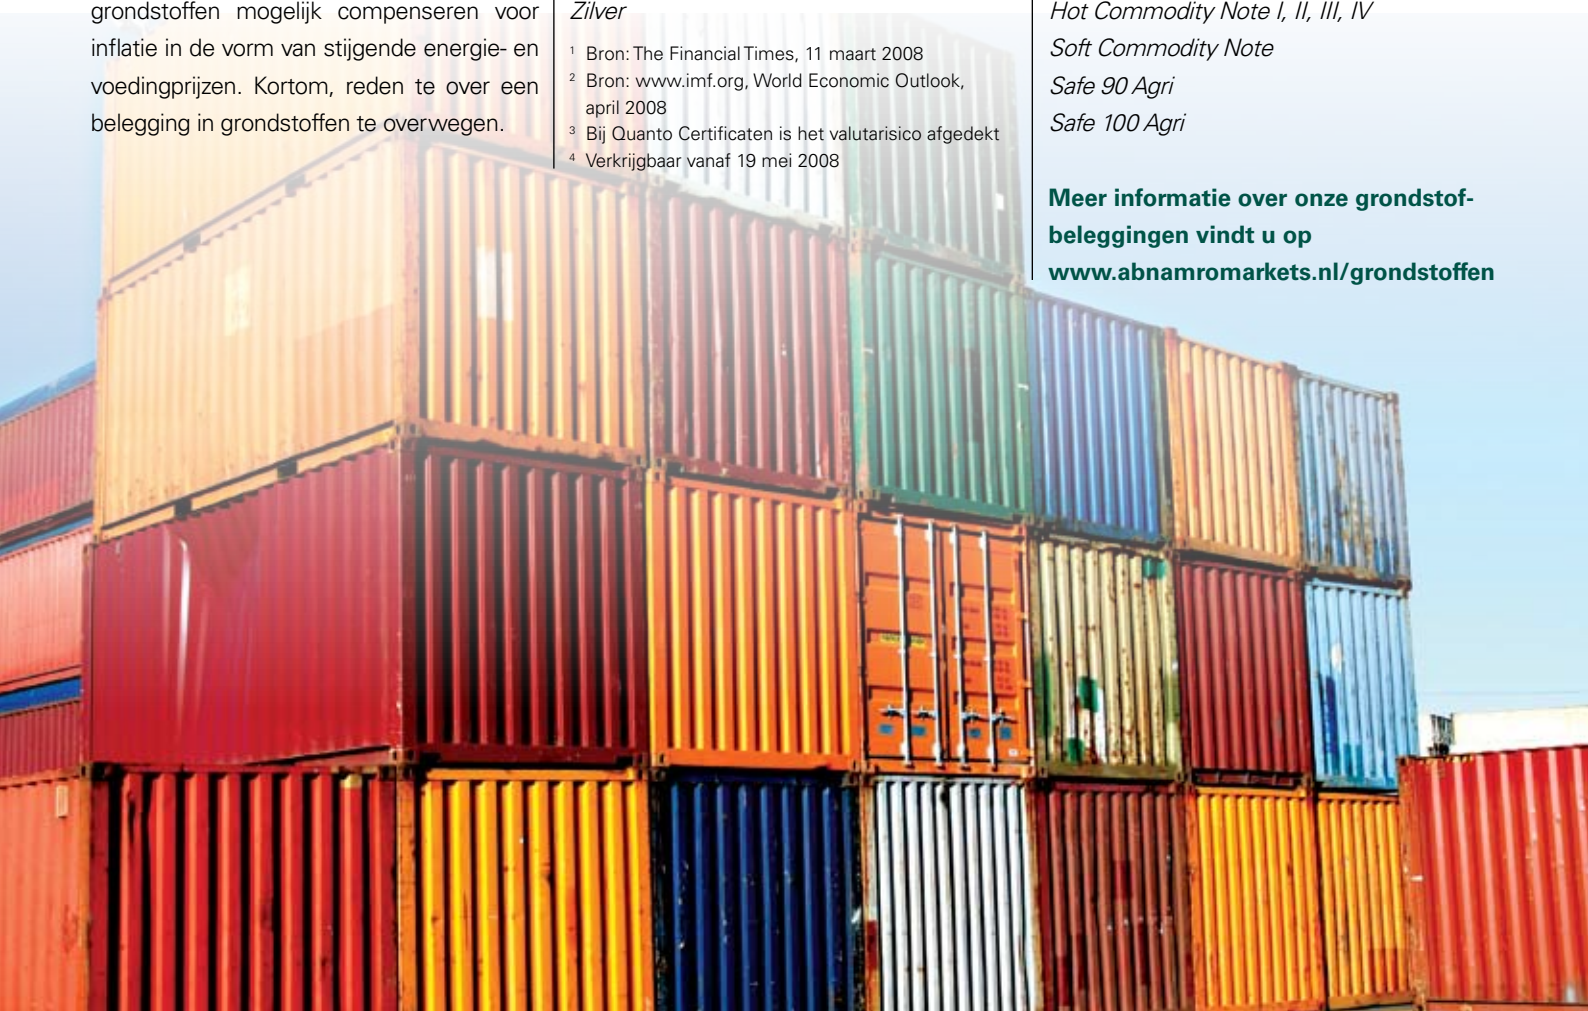 grondstoffen mogelijk compenseren voor
inflatie in de vorm van stijgende energie- en
voedingprijzen. Kortom, reden te over een
belegging in grondstoffen te overwegen.
Zilver
1 Bron: The Financial Times, 11 maart 2008
2 Bron: www.imf.org, World Economic Outlook,
april 2008
3 Bij Quanto Certificaten is het valutarisico afgedekt
4 Verkrijgbaar vanaf 19 mei 2008
Hot Commodity Note I, II, III, IV
Soft Commodity Note
Safe 90 Agri
Safe 100 Agri
Meer informatie over onze grondstof-
beleggingen vindt u op
www.abnamromarkets.nl/grondstoffen